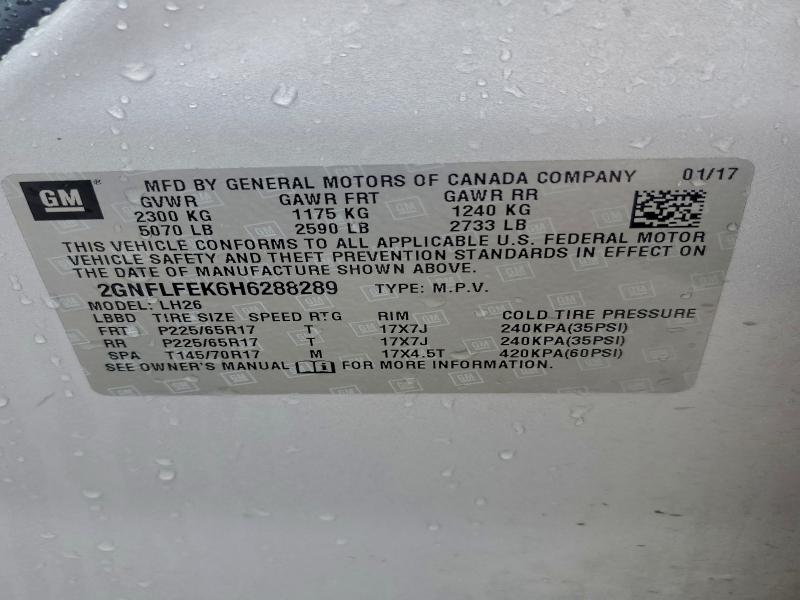 GM® MFD BY GENERAL MOTORS OF CANADA COMPANY 01/17
GVWR GAWR FRT GAWR RR
2300 KG 1175 KG 1240 KG
5070 LB 2590 LB 2733 LB
THIS VEHICLE CONFORMS TO ALL APPLICABLE U.S. FEDERAL MOTOR
VEHICLE SAFETY AND THEFT PREVENTION STANDARDS IN EFFECT ON
THE DATE OF MANUFACTURE SHOWN ABOVE.
2GNFLFEK6H6288289 TYPE: M.P.V.
MODEL: LH26
LBBD TIRE SIZE SPEED RTG RIM COLD TIRE PRESSURE
FRT P225/65R17 T 17X7J 240KPA(35PSI)
RR P225/65R17 T 17X7J 240KPA(35PSI)
SPA T145/70R17 M 17X4.5T 420KPA(60PSI)
SEE OWNER'S MANUAL FOR MORE INFORMATION.